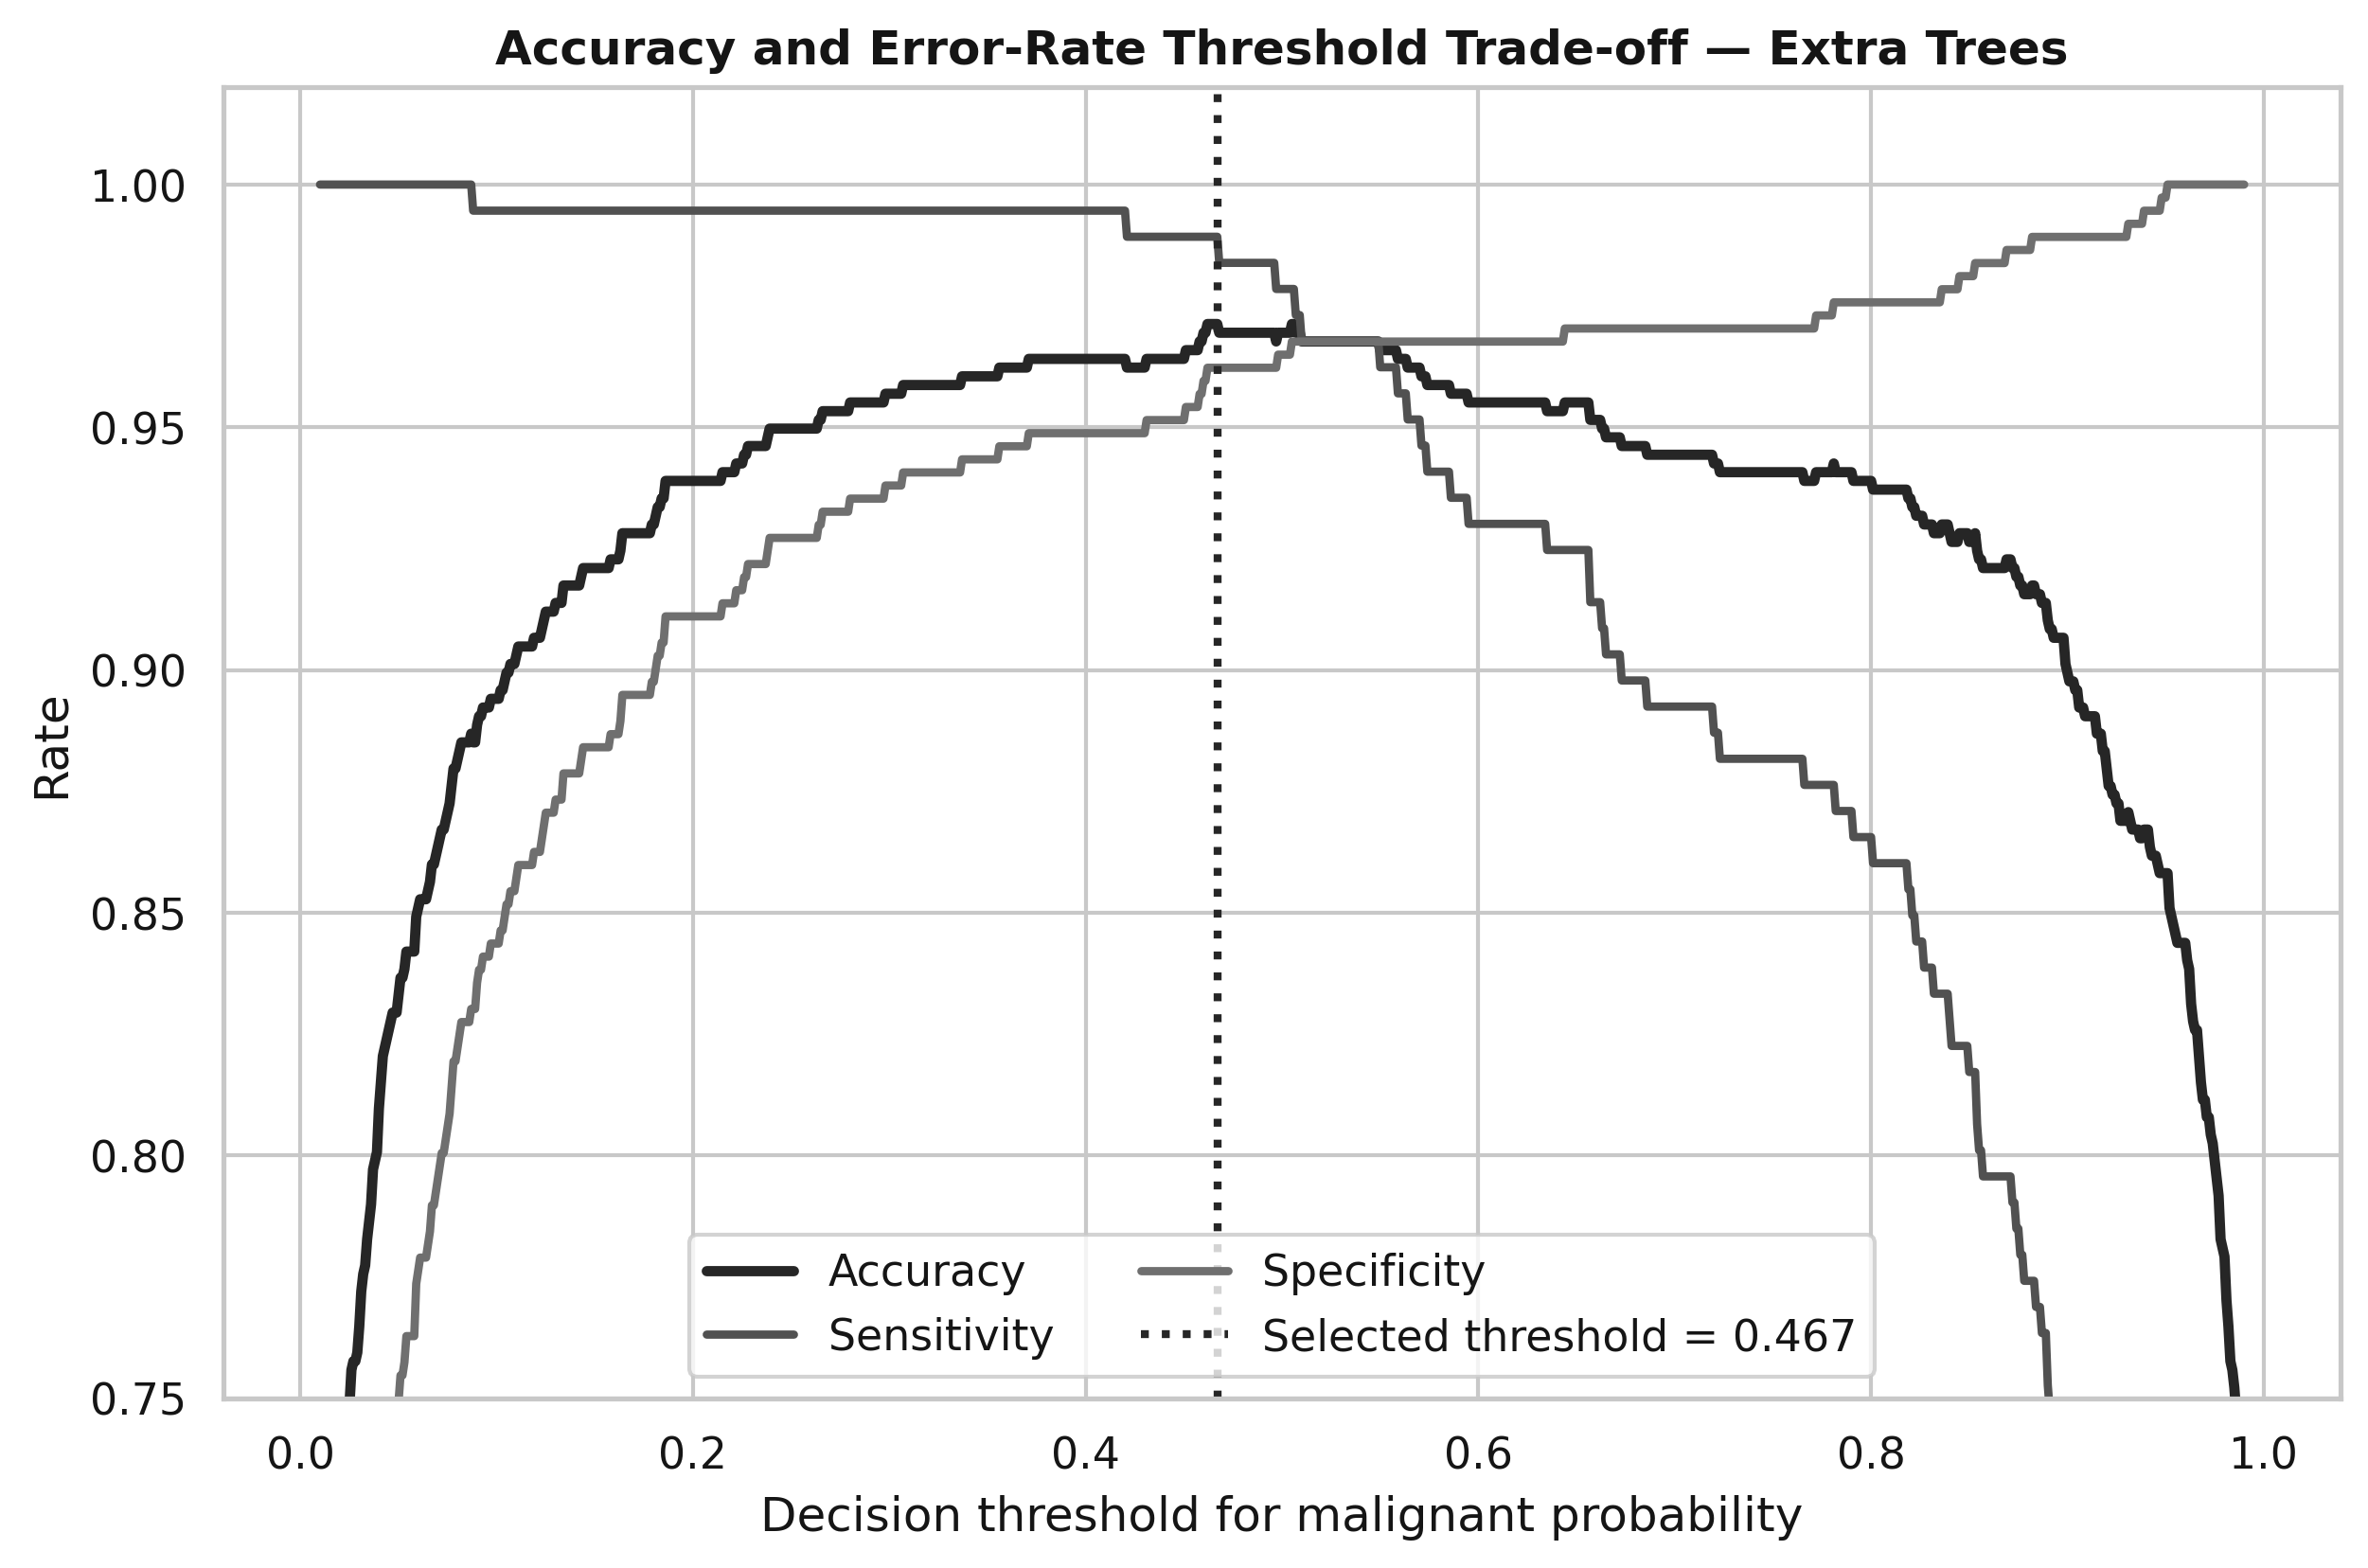 Accuracy and Error-Rate Threshold Trade-off — Extra Trees
1.00
0.95
0.90
0.85
0.80
0.75
Rate
Accuracy
Sensitivity
Specificity
Selected threshold = 0.467
0.0 0.2 0.4 0.6 0.8 1.0
Decision threshold for malignant probability